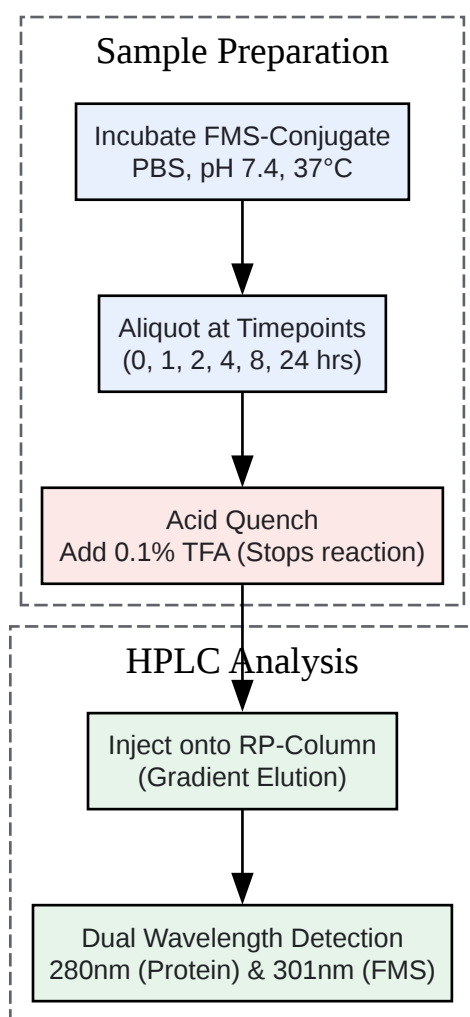 Sample Preparation
Incubate FMS-Conjugate
PBS, pH 7.4, 37°C
Aliquot at Timepoints
(0, 1, 2, 4, 8, 24 hrs)
Acid Quench
Add 0.1% TFA (Stops reaction)
HPLC Analysis
Inject onto RP-Column
(Gradient Elution)
Dual Wavelength Detection
280nm (Protein) & 301nm (FMS)